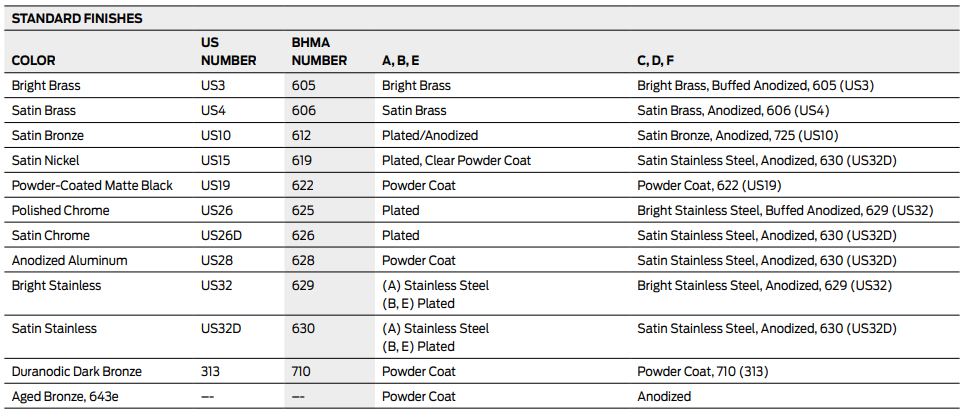 STANDARD FINISHES
COLOR US NUMBER BHMA NUMBER A, B, E C, D, F
Bright Brass US3 605 Bright Brass Bright Brass, Buffed Anodized, 605 (US3)
Satin Brass US4 606 Satin Brass Satin Brass, Anodized, 606 (US4)
Satin Bronze US10 612 Plated/Anodized Satin Bronze, Anodized, 725 (US10)
Satin Nickel US15 619 Plated, Clear Powder Coat Satin Stainless Steel, Anodized, 630 (US32D)
Powder-Coated Matte Black US19 622 Powder Coat Powder Coat, 622 (US19)
Polished Chrome US26 625 Plated Bright Stainless Steel, Buffed Anodized, 629 (US32)
Satin Chrome US26D 626 Plated Satin Stainless Steel, Anodized, 630 (US32D)
Anodized Aluminum US28 628 Powder Coat Satin Stainless Steel, Anodized, 630 (US32D)
Bright Stainless US32 629 (A) Stainless Steel Bright Stainless Steel, Anodized, 629 (US32)
(B, E) Plated
Satin Stainless US32D 630 (A) Stainless Steel Satin Stainless Steel, Anodized, 630 (US32D)
(B, E) Plated
Duranodic Dark Bronze 313 710 Powder Coat Powder Coat, 710 (313)
Aged Bronze, 643e --- --- Powder Coat Anodized